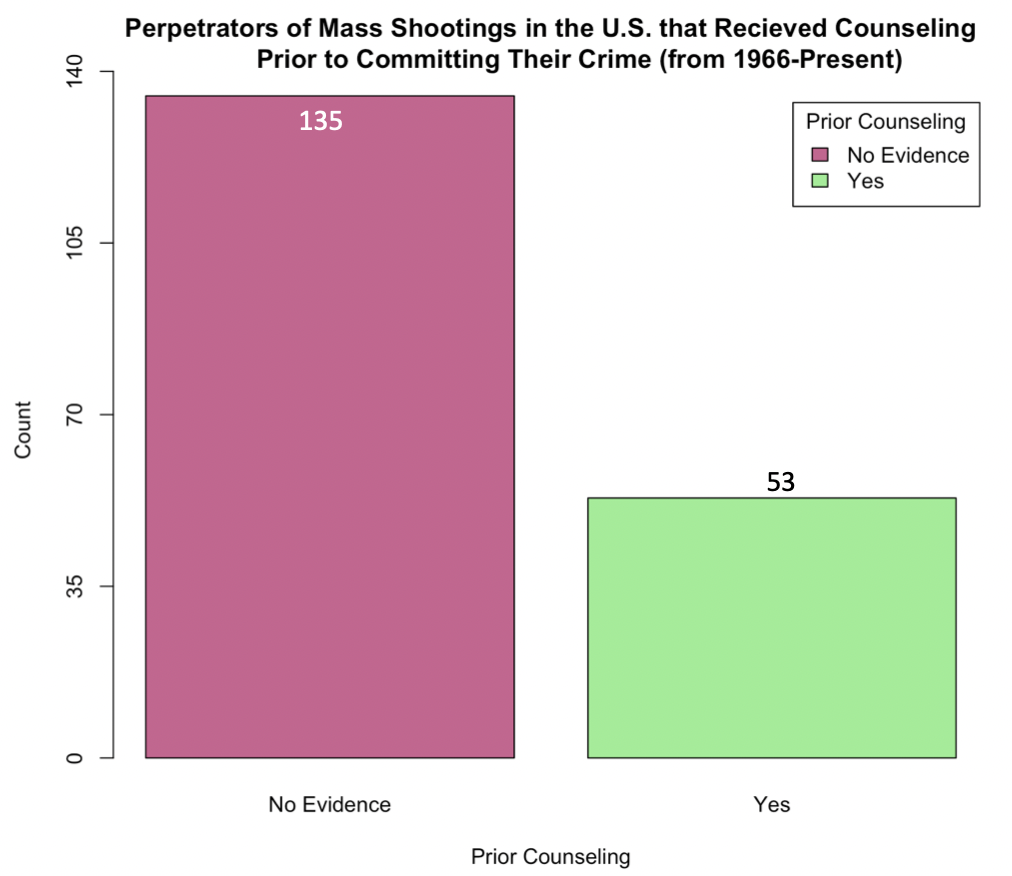 Perpetrators of Mass Shootings in the U.S. that Recieved Counseling
Prior to Committing Their Crime (from 1966-Present)
140
105
70
35
0
Count
135
53
Prior Counseling
No Evidence
Yes
No Evidence
Yes
Prior Counseling